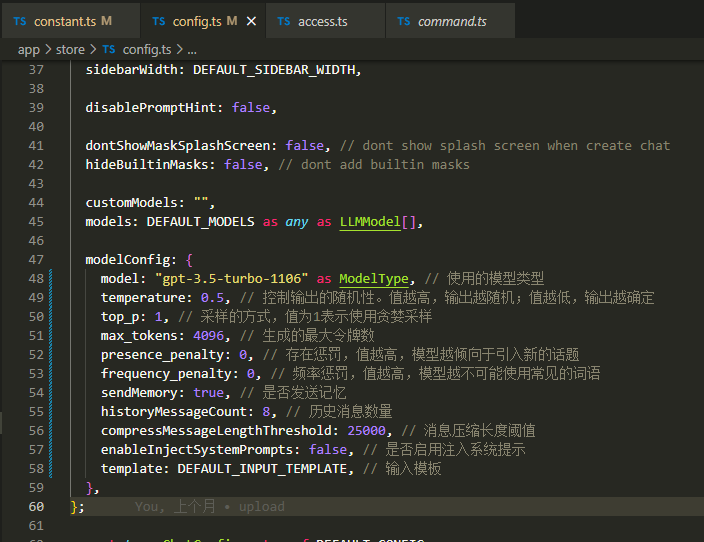 TS constant.ts M TS config.ts M × TS access.ts TS command.ts
app > store > TS config.ts > ...
37 sidebarWidth: DEFAULT_SIDEBAR_WIDTH,
38
39 disablePromptHint: false,
40
41 dontShowMaskSplashScreen: false, // dont show splash screen when create chat
42 hideBuiltinMasks: false, // dont add builtin masks
43
44 customModels: "",
45 models: DEFAULT_MODELS as any as LLMModel[],
46
47 modelConfig: {
48 model: "gpt-3.5-turbo-1106" as ModelType, // 使用的模型类型
49 temperature: 0.5, // 控制输出的随机性。值越高，输出越随机；值越低，输出越确定
50 top_p: 1, // 采样的方式，值为1表示使用贪婪采样
51 max_tokens: 4096, // 生成的最大令牌数
52 presence_penalty: 0, // 存在惩罚，值越高，模型越倾向于引入新的话题
53 frequency_penalty: 0, // 频率惩罚，值越高，模型越不可能使用常见的词语
54 sendMemory: true, // 是否发送记忆
55 historyMessageCount: 8, // 历史消息数量
56 compressMessageLengthThreshold: 25000, // 消息压缩长度阈值
57 enableInjectSystemPrompts: false, // 是否启用注入系统提示
58 template: DEFAULT_INPUT_TEMPLATE, // 输入模板
59 },
60 }; You, 上个月 • upload
61